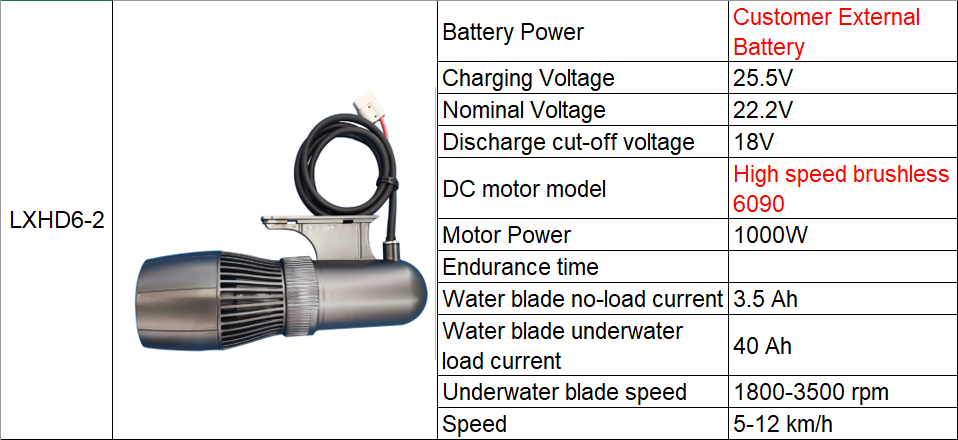 LXHD6-2
Battery Power
Customer External
Battery
Charging Voltage
25.5V
Nominal Voltage
22.2V
Discharge cut-off voltage
18V
DC motor model
High speed brushless
6090
Motor Power
1000W
Endurance time
Water blade no-load current
3.5 Ah
Water blade underwater
load current
40 Ah
Underwater blade speed
1800-3500 rpm
Speed
5-12 km/h